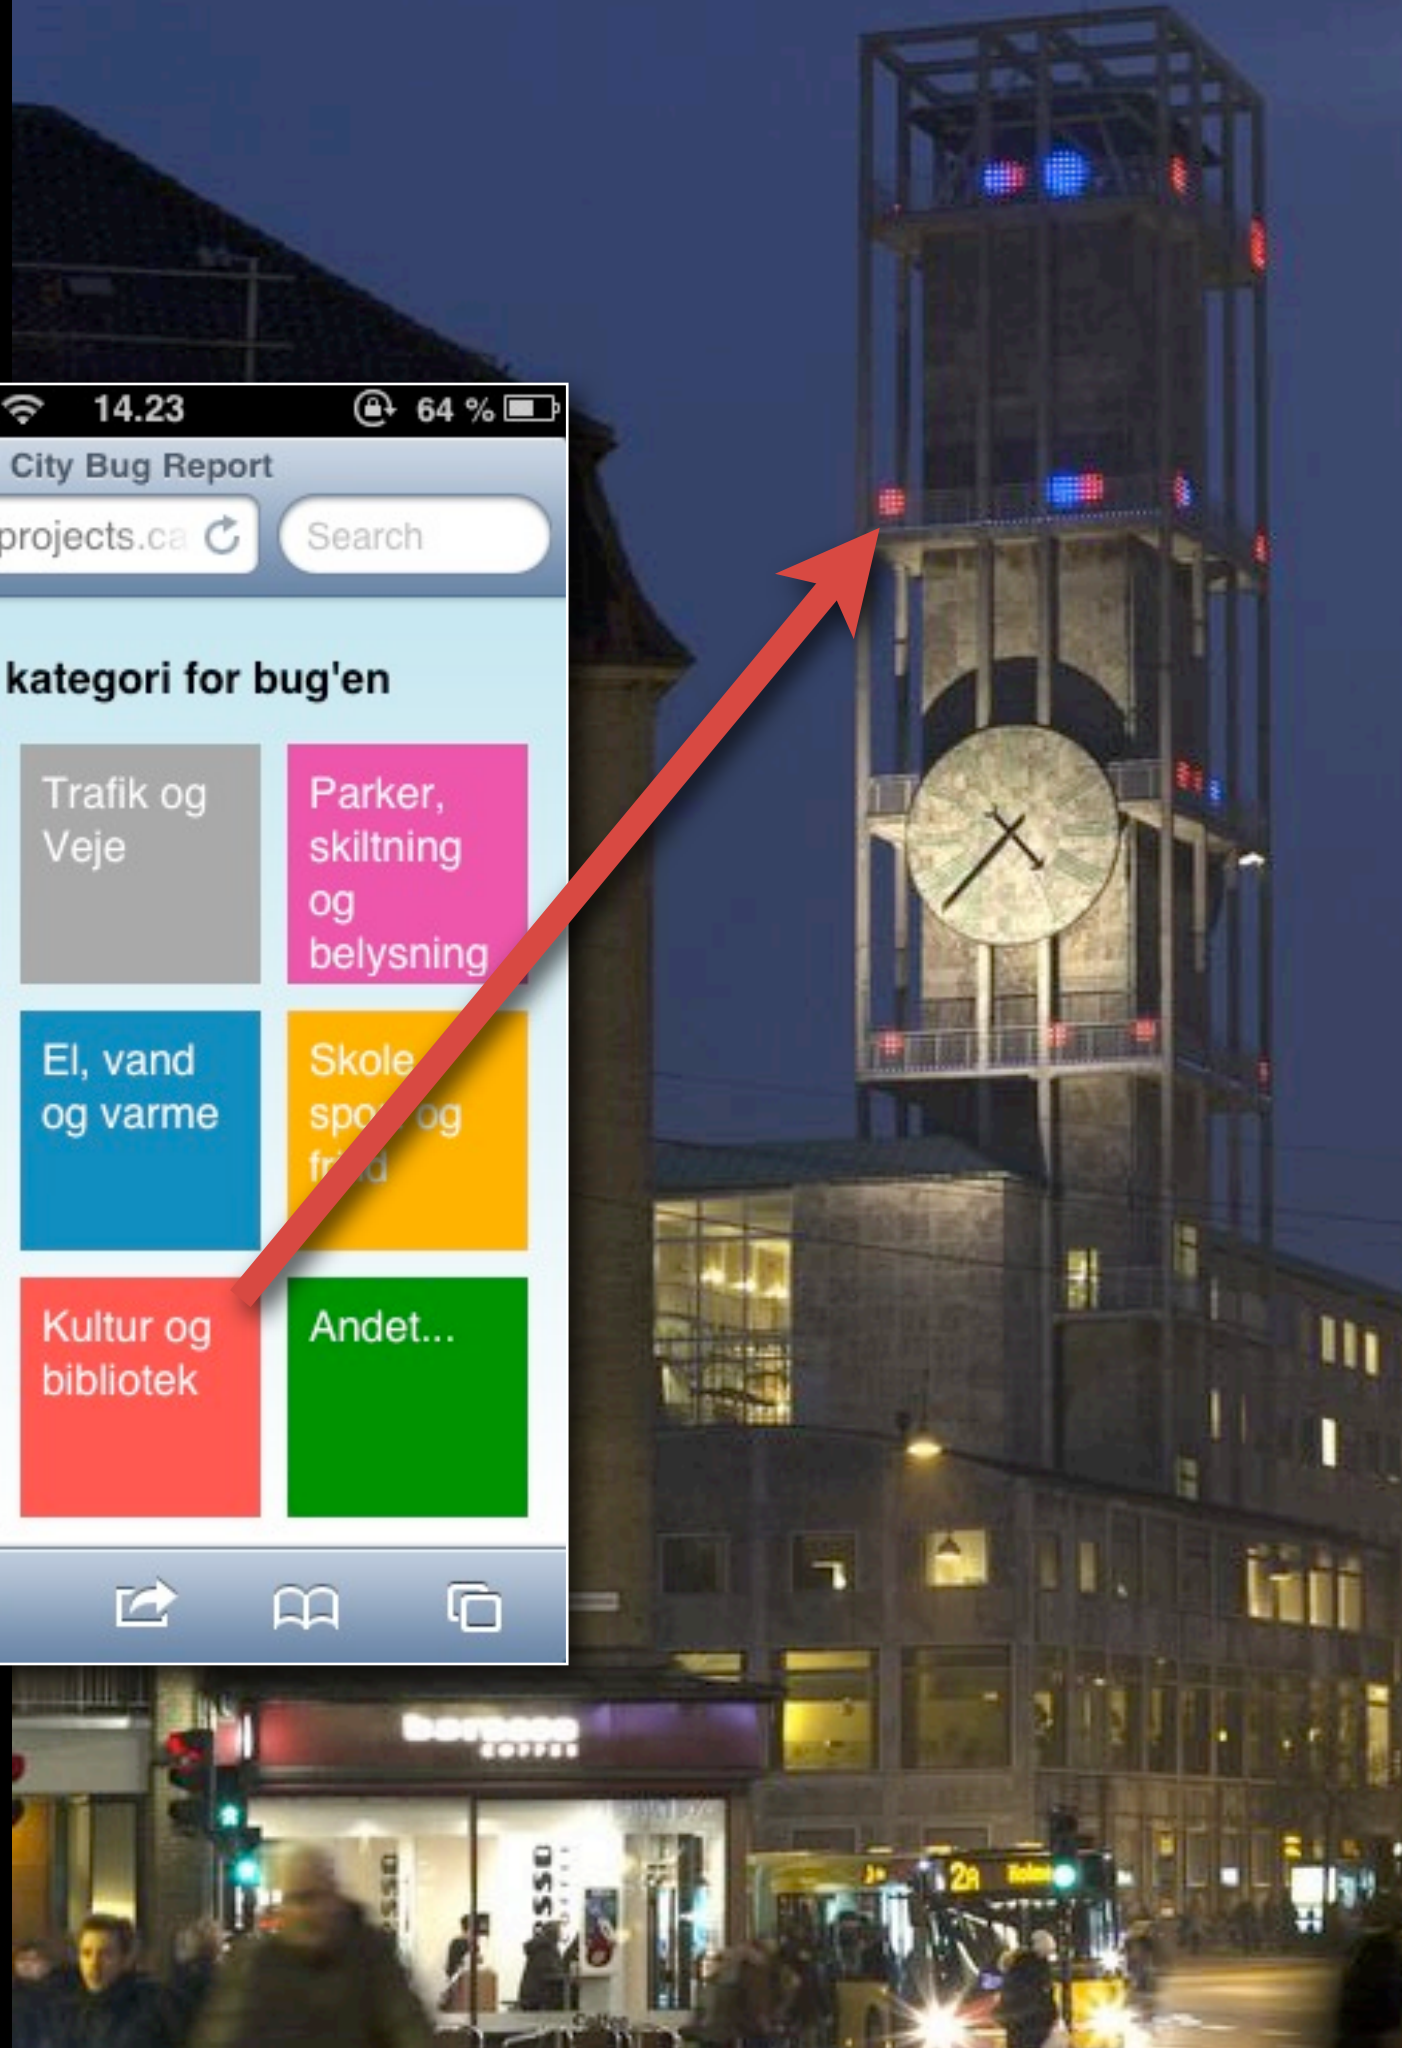 14.23
64 %
City Bug Report
projects.ca
Search
kategori for bug'en
Trafik og
Veje
Parker,
skiltning
og
belysning
El, vand
og varme
Skole
og
Kultur og
bibliotek
Andet...
COFFEE
2A